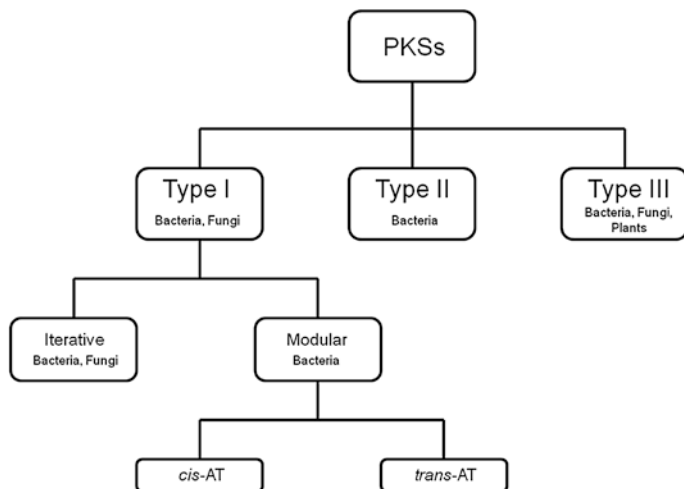 PKSs
Type I
Bacteria, Fungi
Type II
Bacteria
Type III
Bacteria, Fungi,
Plants
Iterative
Bacteria, Fungi
Modular
Bacteria
cis-AT
trans-AT